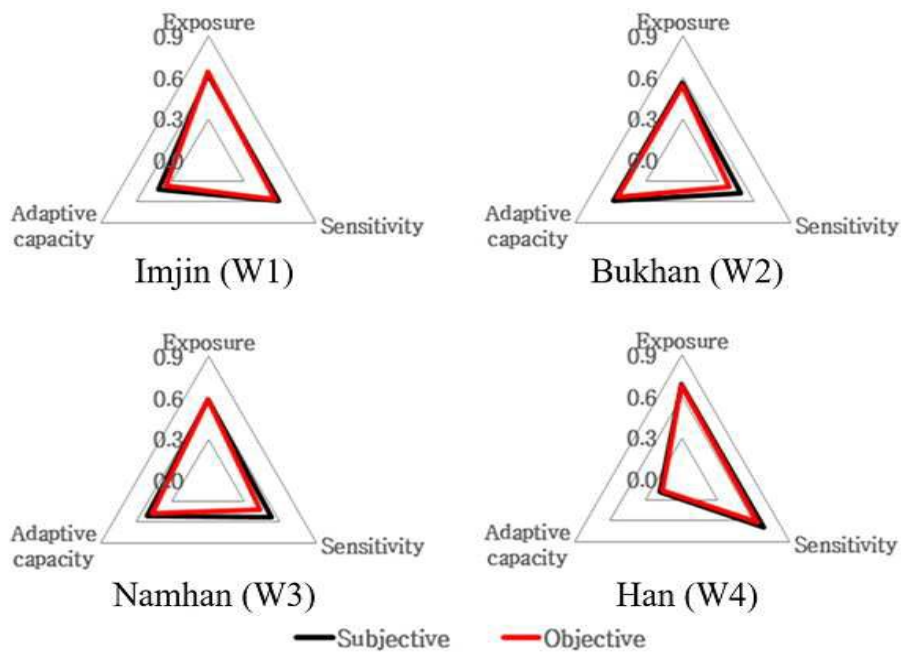 Exposure
0.9
0.6
0.3
0.0
Adaptive
capacity
Sensitivity
Imjin (W1)
Exposure
0.9
0.6
0.3
0.0
Adaptive
capacity
Sensitivity
Bukhan (W2)
Exposure
0.9
0.6
0.3
0.0
Adaptive
capacity
Sensitivity
Namhan (W3)
Exposure
0.9
0.6
0.3
0.0
Adaptive
capacity
Sensitivity
Han (W4)
Subjective Objective